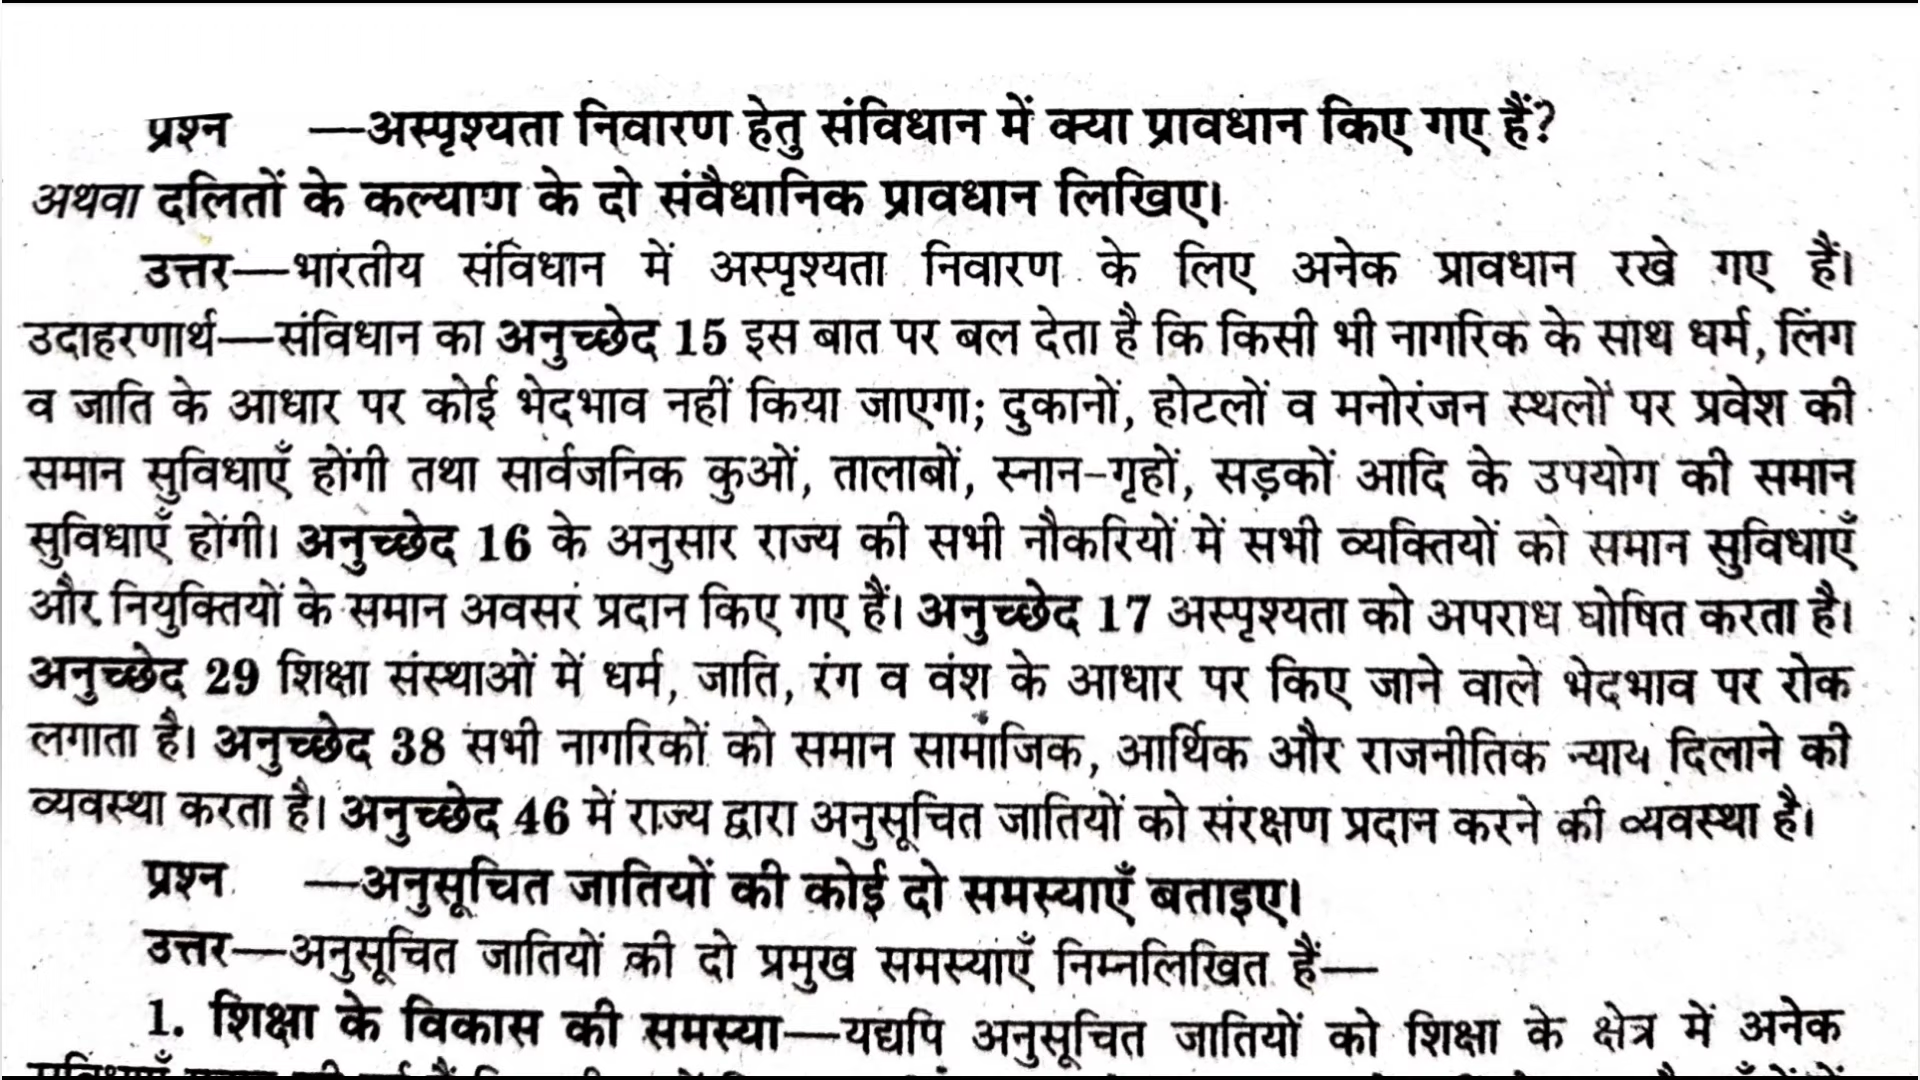 प्रश्न —अस्पृश्यता निवारण हेतु संविधान में क्या प्रावधान किए गए हैं?
अथवा दलितों के कल्याण के दो संवैधानिक प्रावधान लिखिए।
उत्तर—भारतीय संविधान में अस्पृश्यता निवारण के लिए अनेक प्रावधान रखे गए हैं।
उदाहरणार्थ—संविधान का अनुच्छेद 15 इस बात पर बल देता है कि किसी भी नागरिक के साथ धर्म, लिंग
व जाति के आधार पर कोई भेदभाव नहीं किया जाएगा; दुकानों, होटलों व मनोरंजन स्थलों पर प्रवेश की
समान सुविधाएँ होंगी तथा सार्वजनिक कुओं, तालाबों, स्नान-गृहों, सड़कों आदि के उपयोग की समान
सुविधाएँ होंगी। अनुच्छेद 16 के अनुसार राज्य की सभी नौकरियों में सभी व्यक्तियों को समान सुविधाएँ
और नियुक्तियों के समान अवसर प्रदान किए गए हैं। अनुच्छेद 17 अस्पृश्यता को अपराध घोषित करता है।
अनुच्छेद 29 शिक्षा संस्थाओं में धर्म, जाति, रंग व वंश के आधार पर किए जाने वाले भेदभाव पर रोक
लगाता है। अनुच्छेद 38 सभी नागरिकों को समान सामाजिक, आर्थिक और राजनीतिक न्याय दिलाने की
व्यवस्था करता है। अनुच्छेद 46 में राज्य द्वारा अनुसूचित जातियों को संरक्षण प्रदान करने की व्यवस्था है।
प्रश्न —अनुसूचित जातियों की कोई दो समस्याएँ बताइए।
उत्तर—अनुसूचित जातियों की दो प्रमुख समस्याएँ निम्नलिखित हैं—
1. शिक्षा के विकास की समस्या—यद्यपि अनुसूचित जातियों को शिक्षा के क्षेत्र में अनेक